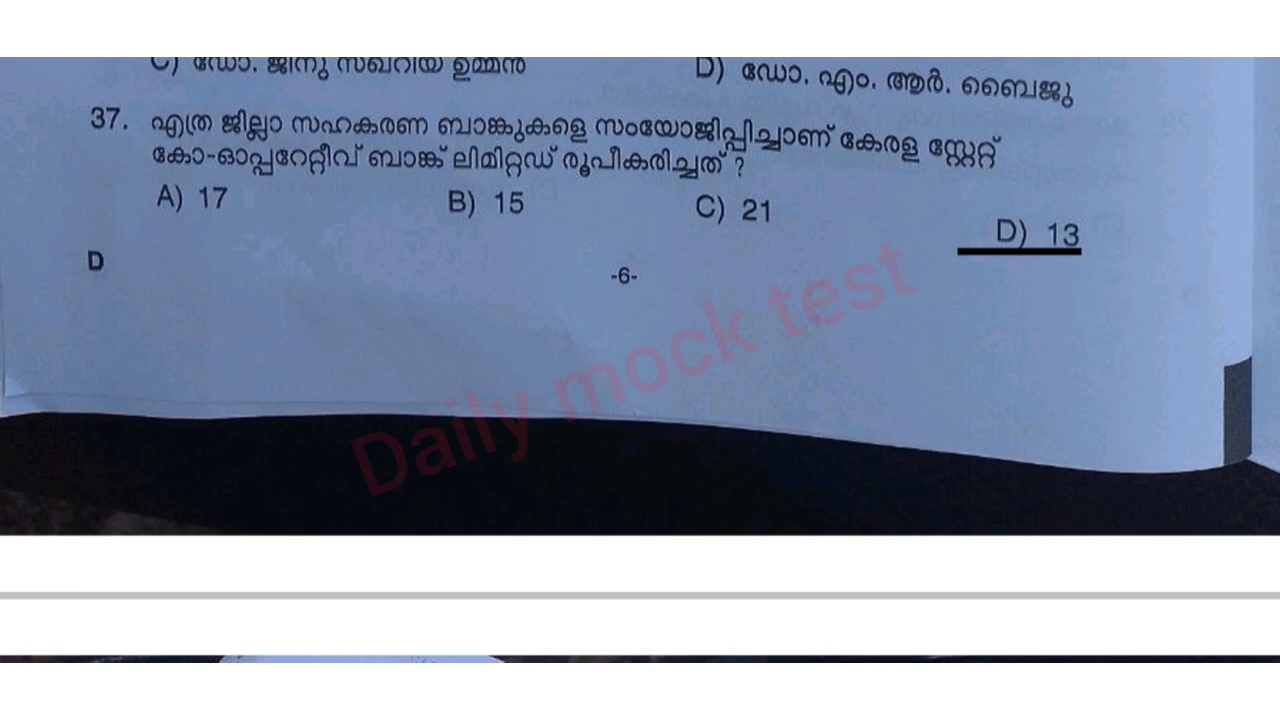 C) ഡോ. ജിനു സഖറിയ ഉമ്മൻ
D) ഡോ. എം. ആർ. ബൈജു
37. എത്ര ജില്ലാ സഹകരണ ബാങ്കുകളെ സംയോജിപ്പിച്ചാണ് കേരള സ്റ്റേറ്റ്
കോ-ഓപ്പറേറ്റീവ് ബാങ്ക് ലിമിറ്റഡ് രൂപീകരിച്ചത് ?
A) 17 B) 15 C) 21 D) 13
D -6-
Daily mock test